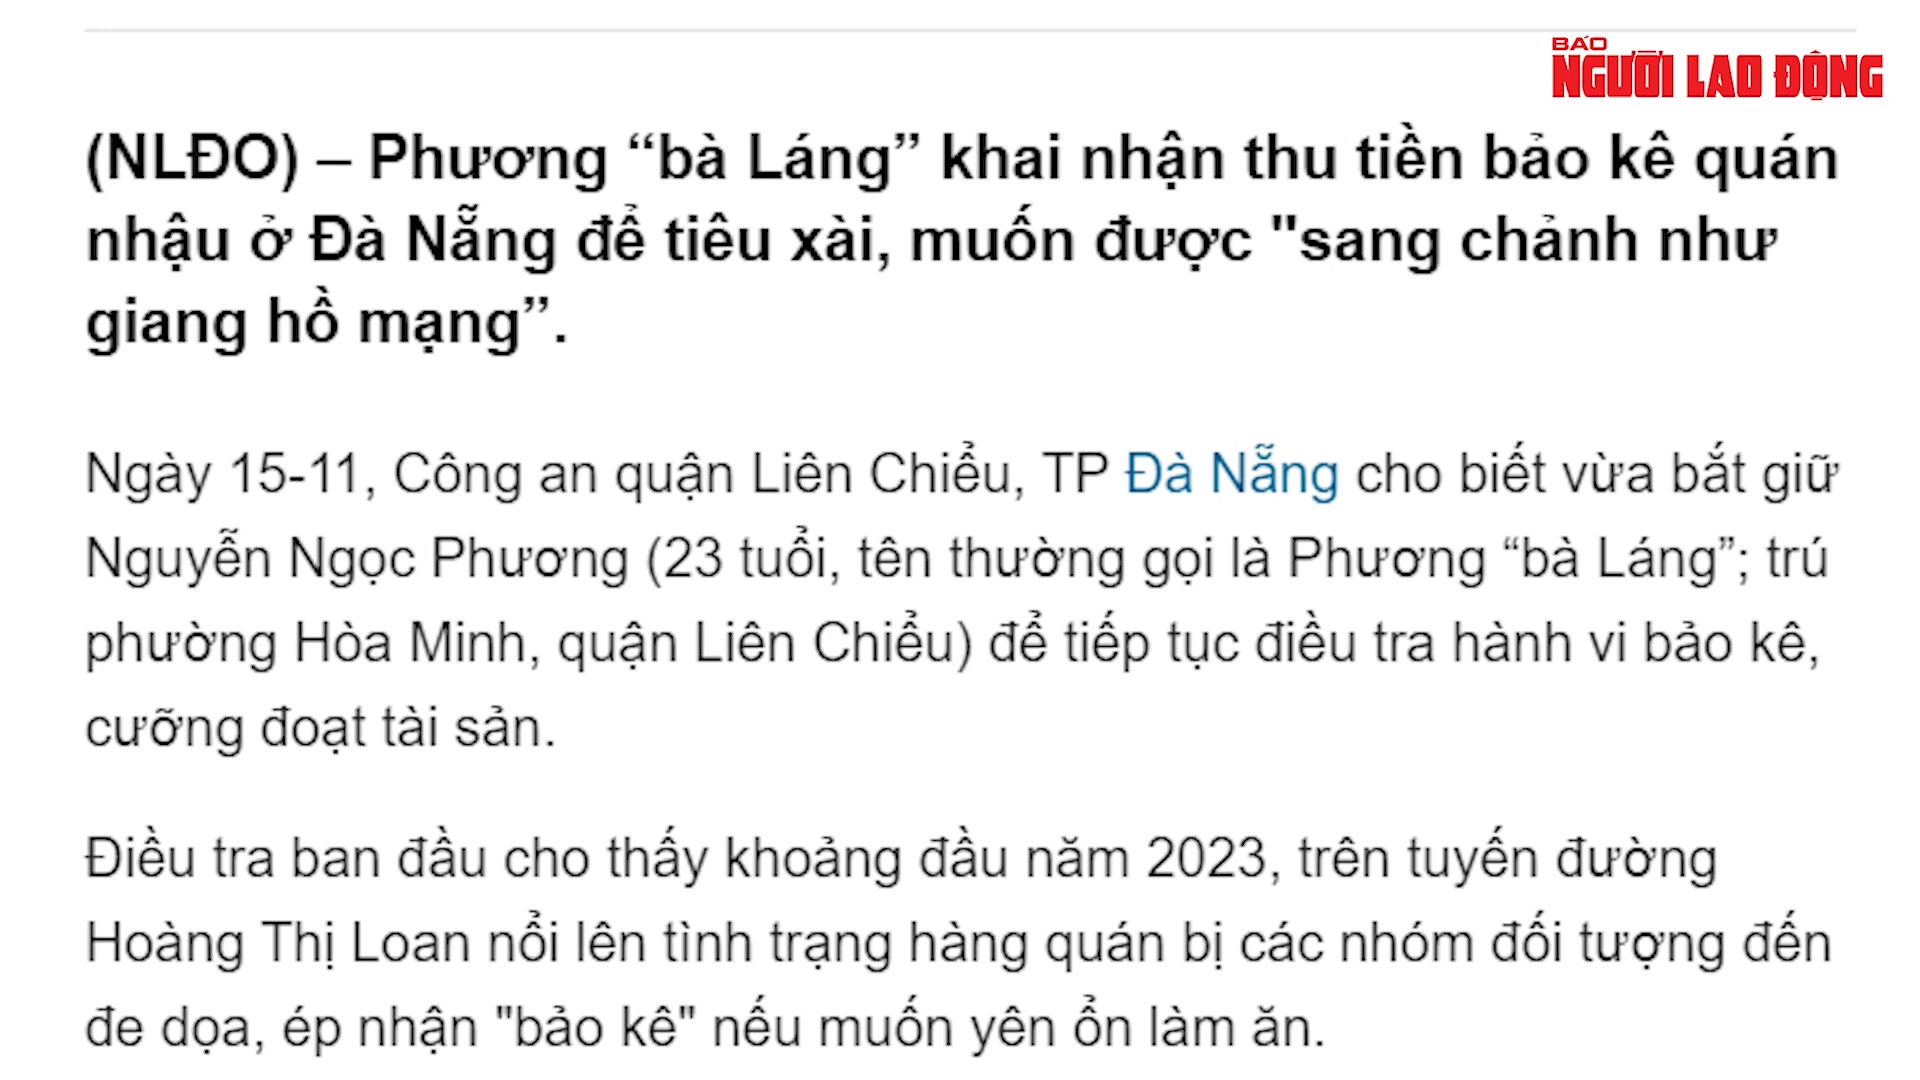 BÁO
NGƯỜI LAO ĐỘNG
(NLĐO) – Phương “bà Láng” khai nhận thu tiền bảo kê quán
nhậu ở Đà Nẵng để tiêu xài, muốn được "sang chảnh như
giang hồ mạng”.
Ngày 15-11, Công an quận Liên Chiểu, TP Đà Nẵng cho biết vừa bắt giữ
Nguyễn Ngọc Phương (23 tuổi, tên thường gọi là Phương “bà Láng”; trú
phường Hòa Minh, quận Liên Chiểu) để tiếp tục điều tra hành vi bảo kê,
cưỡng đoạt tài sản.
Điều tra ban đầu cho thấy khoảng đầu năm 2023, trên tuyến đường
Hoàng Thị Loan nổi lên tình trạng hàng quán bị các nhóm đối tượng đến
đe dọa, ép nhận "bảo kê" nếu muốn yên ổn làm ăn.